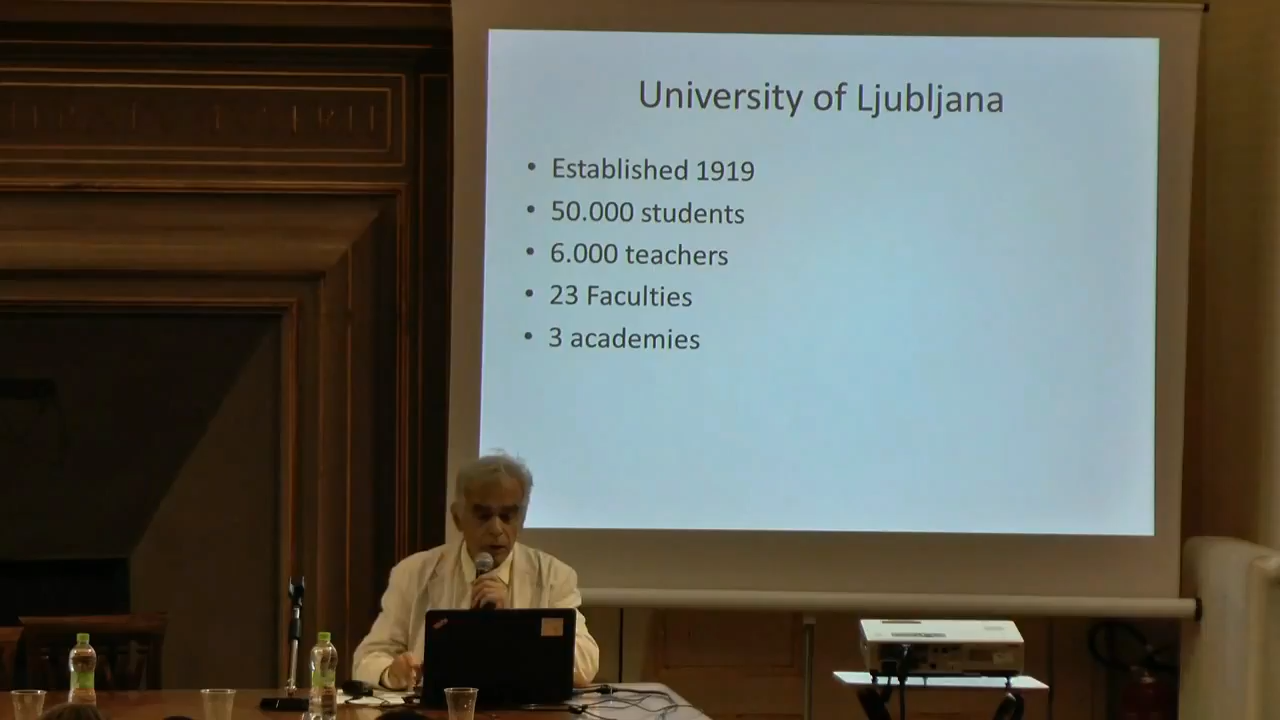 University of Ljubljana
• Established 1919
• 50.000 students
• 6.000 teachers
• 23 Faculties
• 3 academies